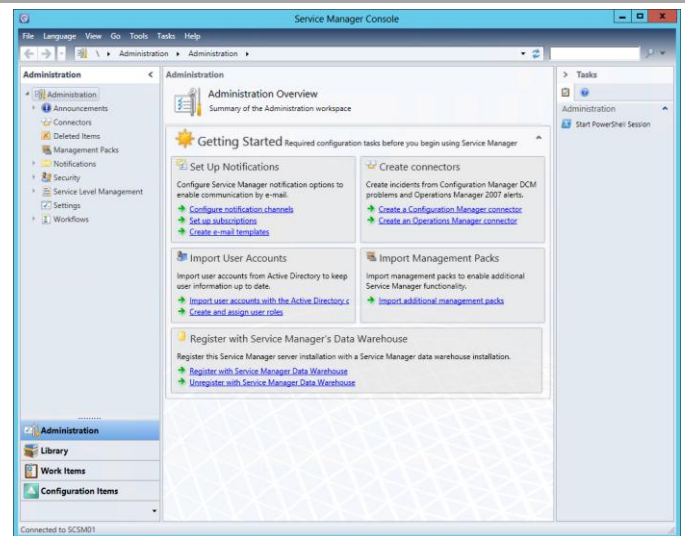 Service Manager Console
File Language View Go Tools Tasks Help
\ Administration Administration
Administration
Administration
Announcements
Connectors
Deleted Items
Management Packs
Notifications
Security
Service Level Management
Settings
Workflows
Administration
Library
Work Items
Configuration Items
Administration
Administration Overview
Summary of the Administration workspace
Getting Started Required configuration tasks before you begin using Service Manager
Set Up Notifications
Configure Service Manager notification options to
enable communication by e-mail.
Configure notification channels
Set up subscriptions
Create e-mail templates
Create connectors
Create incidents from Configuration Manager DCM
problems and Operations Manager 2007 alerts.
Create a Configuration Manager connector
Create an Operations Manager connector
Import User Accounts
Import user accounts from Active Directory to keep
user information up to date.
Import user accounts with the Active Directory c
Create and assign user roles
Import Management Packs
Import management packs to enable additional
Service Manager functionality.
Import additional management packs
Register with Service Manager's Data Warehouse
Register this Service Manager server installation with a Service Manager data warehouse installation.
Register with Service Manager Data Warehouse
Unregister with Service Manager Data Warehouse
Tasks
Administration
Start PowerShell Session
Connected to SCSM01